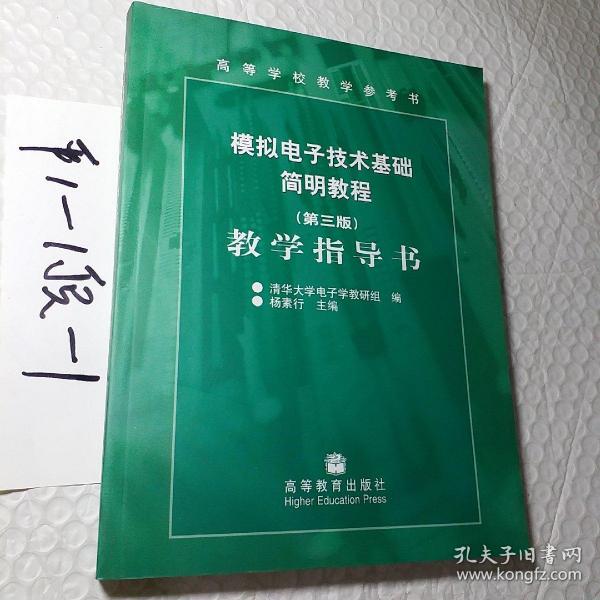 高等学校教学参考书
模拟电子技术基础
简明教程
(第三版)
教学指导书
清华大学电子学教研组 编
杨素行 主编
高等教育出版社
Higher Education Press
孔夫子旧书网
www.kongfz.com